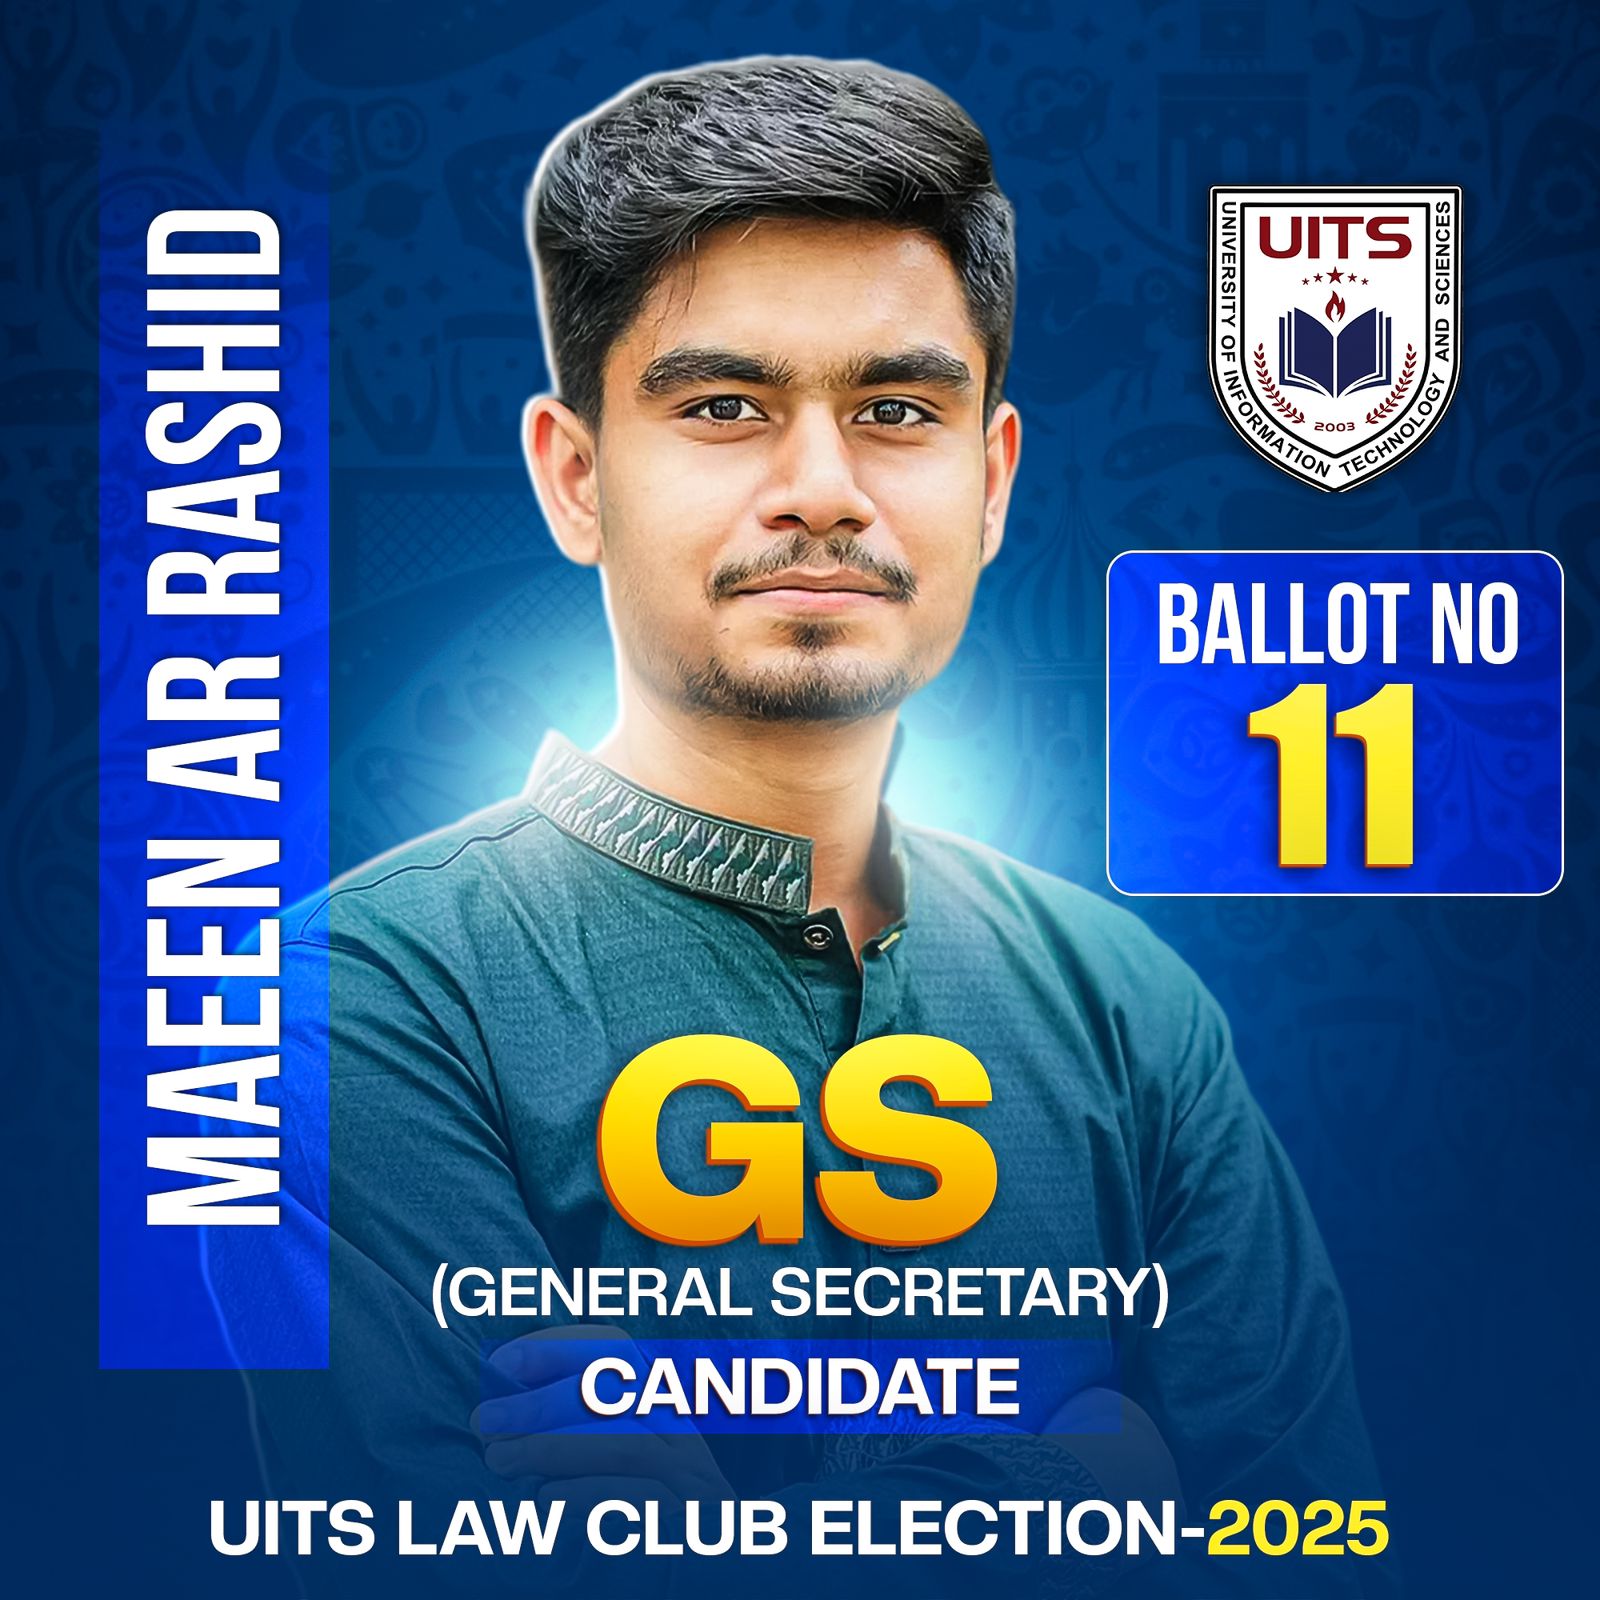 MAEEN AR RASHID
UITS
UNIVERSITY OF INFORMATION TECHNOLOGY AND SCIENCES
2003
BALLOT NO
11
GS
(GENERAL SECRETARY)
CANDIDATE
UITS LAW CLUB ELECTION-2025